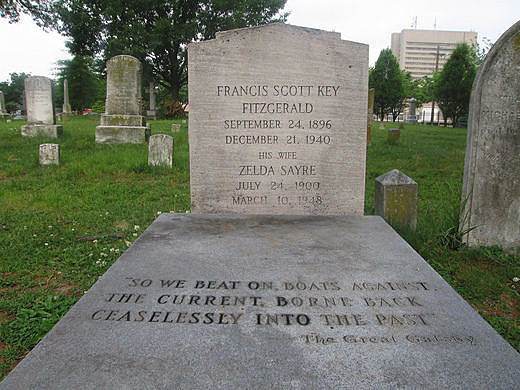 FRANCIS SCOTT KEY
FITZGERALD
SEPTEMBER 24, 1896
DECEMBER 21, 1940
HIS WIFE
ZELDA SAYRE
JULY 24, 1900
MARCH 10, 1948
"SO WE BEAT ON, BOATS AGAINST
THE CURRENT, BORNE BACK
CEASELESSLY INTO THE PAST"
The Great Gatsby